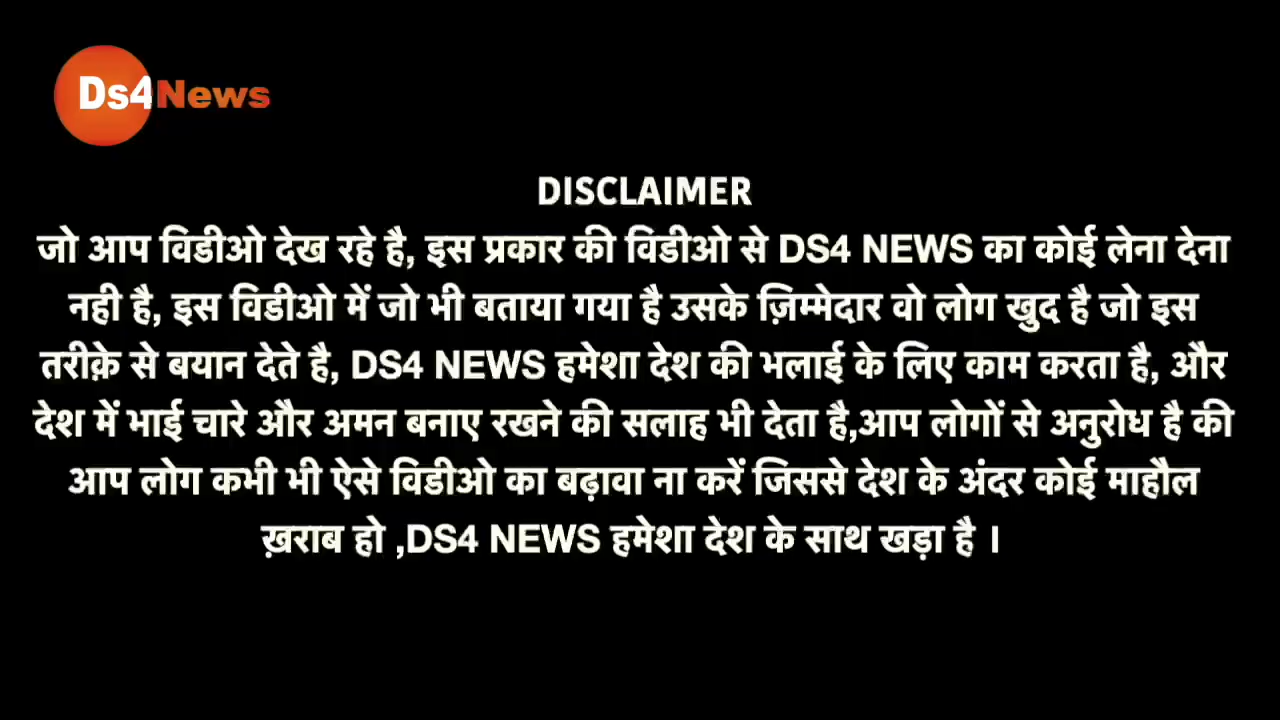 Ds4News
DISCLAIMER
जो आप विडीओ देख रहे है, इस प्रकार की विडीओ से DS4 NEWS का कोई लेना देना
नही है, इस विडीओ में जो भी बताया गया है उसके ज़िम्मेदार वो लोग खुद है जो इस
तरीक़े से बयान देते है, DS4 NEWS हमेशा देश की भलाई के लिए काम करता है, और
देश में भाई चारे और अमन बनाए रखने की सलाह भी देता है,आप लोगों से अनुरोध है की
आप लोग कभी भी ऐसे विडीओ का बढ़ावा ना करें जिससे देश के अंदर कोई माहौल
ख़राब हो ,DS4 NEWS हमेशा देश के साथ खड़ा है ।